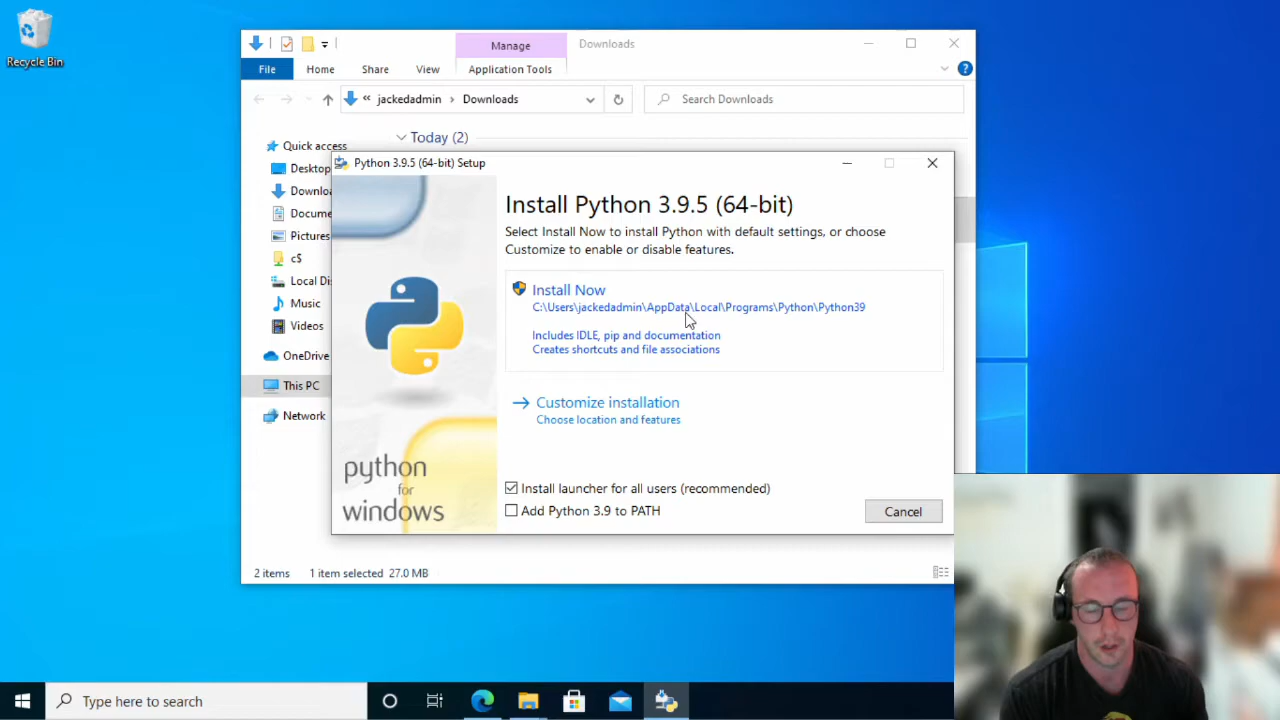 Recycle Bin
Manage
Downloads
File
Home
Share
View
Application Tools
« jackedadmin > Downloads
Search Downloads
Today (2)
Quick access
Desktop
Downloa
Docume
Pictures
c$
Local Dis
Music
Videos
OneDrive
This PC
Network
Python 3.9.5 (64-bit) Setup
Install Python 3.9.5 (64-bit)
Select Install Now to install Python with default settings, or choose
Customize to enable or disable features.
Install Now
C:\Users\jackedadmin\AppData\Local\Programs\Python\Python39
Includes IDLE, pip and documentation
Creates shortcuts and file associations
Customize installation
Choose location and features
Install launcher for all users (recommended)
Add Python 3.9 to PATH
Cancel
python
for
windows
2 items
1 item selected 27.0 MB
Type here to search